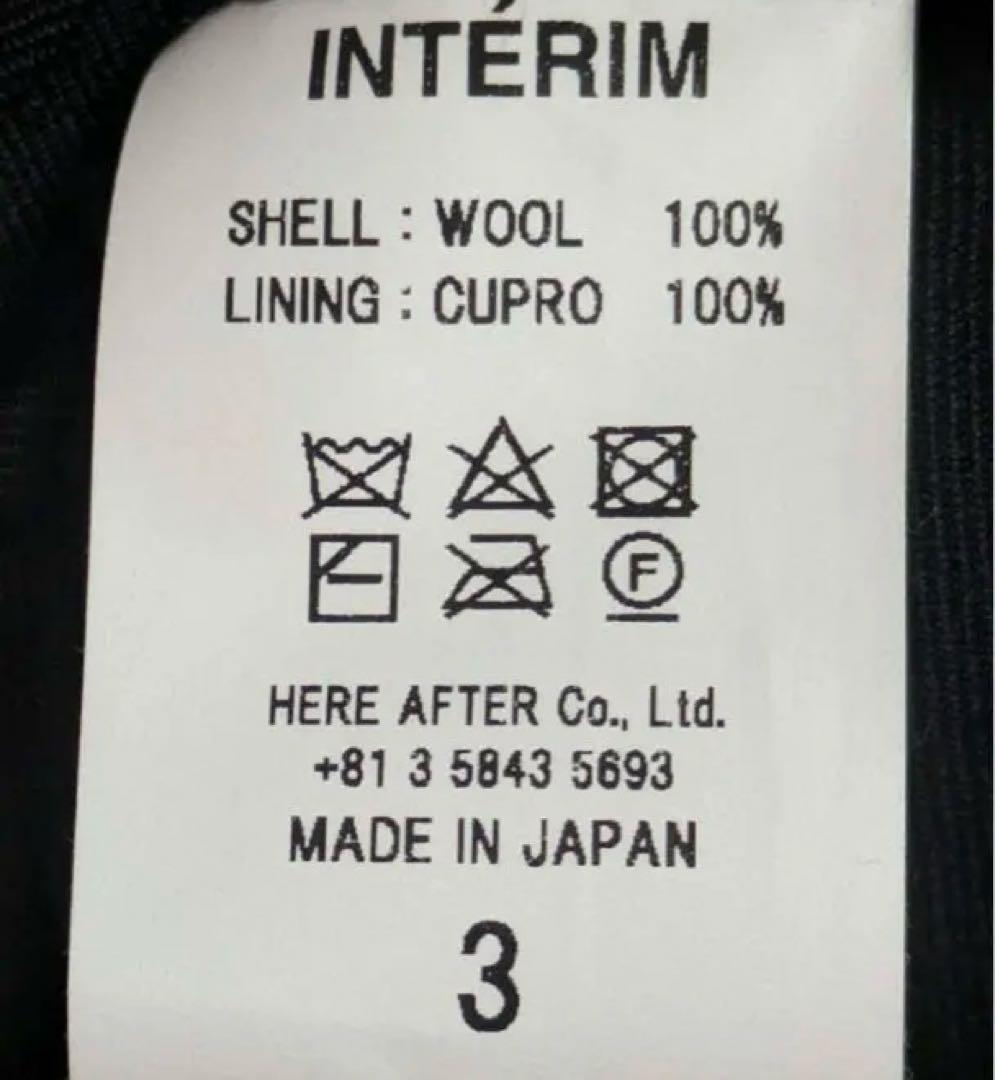 INTÉRIM
SHELL : WOOL 100%
LINING : CUPRO 100%
F
HERE AFTER Co., Ltd.
+81 3 5843 5693
MADE IN JAPAN
3